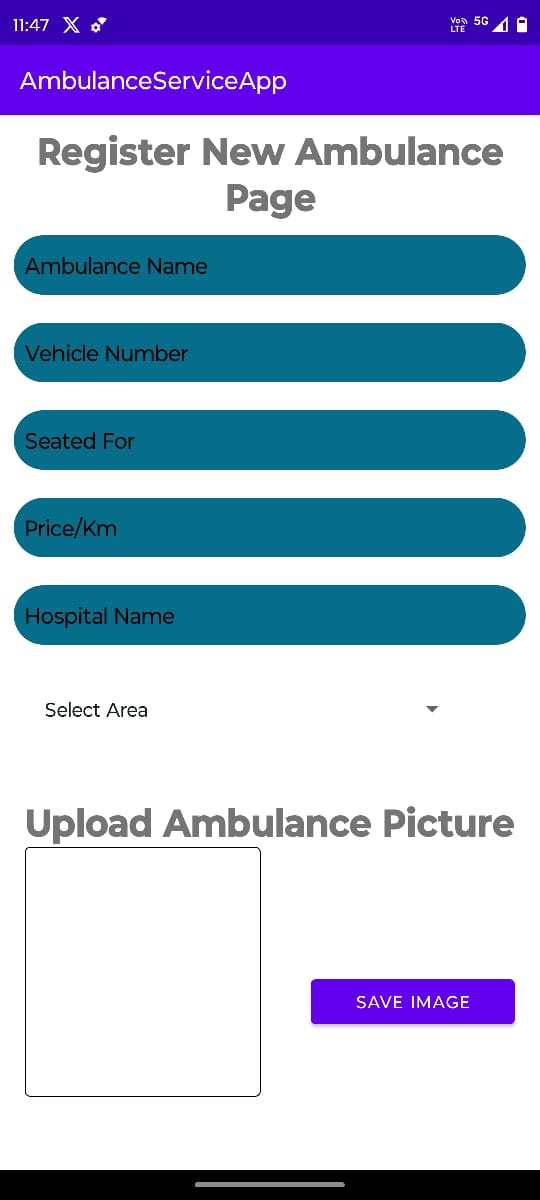 11:47
Vo LTE 5G
AmbulanceServiceApp
Register New Ambulance
Page
Ambulance Name
Vehicle Number
Seated For
Price/Km
Hospital Name
Select Area
Upload Ambulance Picture
SAVE IMAGE